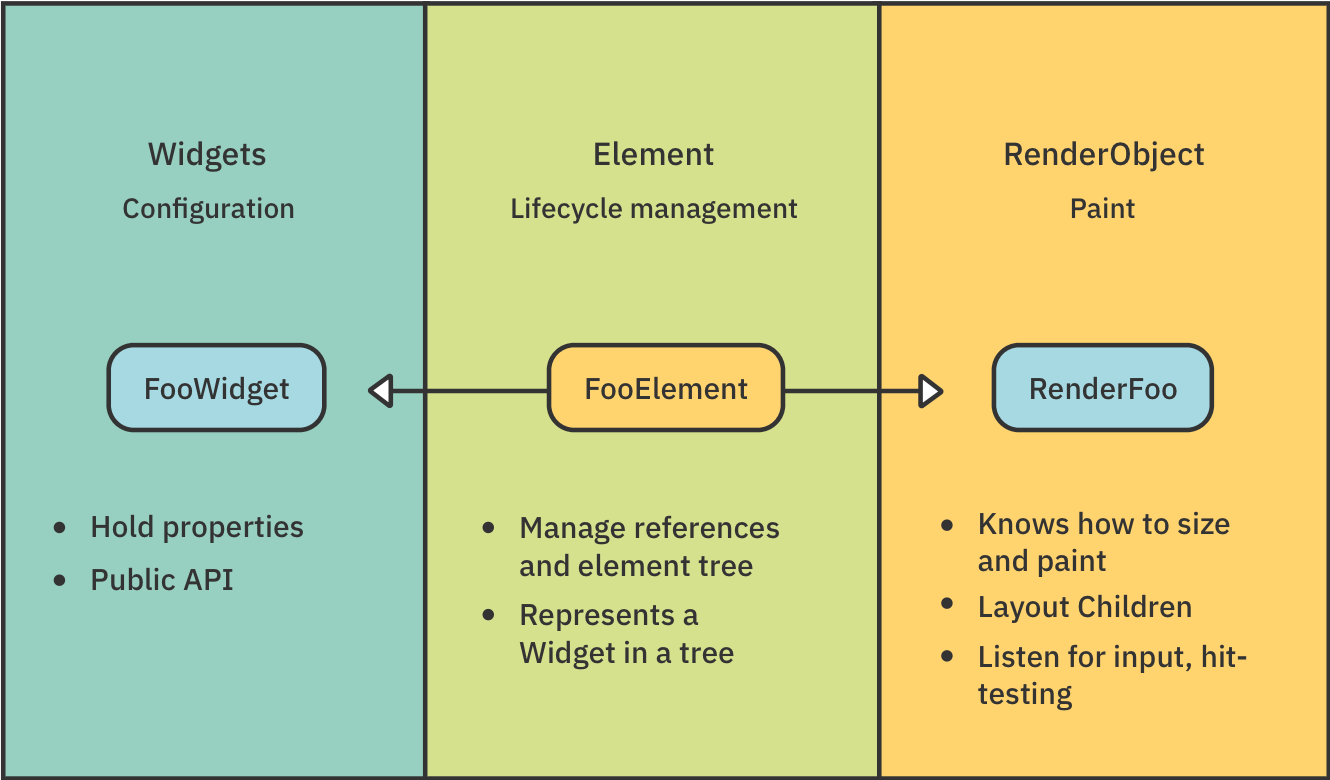 Widgets
Configuration
FooWidget
• Hold properties
• Public API
Element
Lifecycle management
FooElement
• Manage references
and element tree
• Represents a
Widget in a tree
RenderObject
Paint
RenderFoo
• Knows how to size
and paint
• Layout Children
• Listen for input, hit-
testing